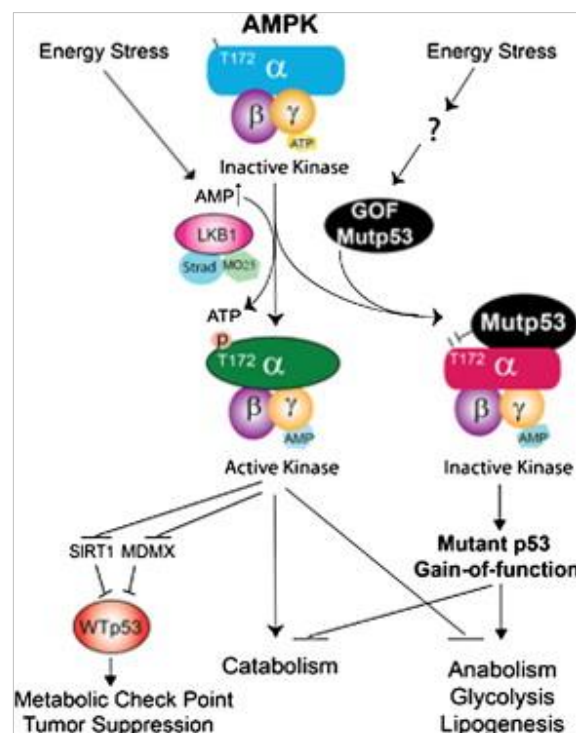 AMPK
Energy Stress
Energy Stress
T172 α
β γ
ATP
?
Inactive Kinase
AMP
GOF
Mutp53
LKB1
Strad MO25
ATP
Mutp53
P
T172 α
T172 α
β γ
β γ
AMP
AMP
Active Kinase
Inactive Kinase
SIRT1 MDMX
Mutant p53
Gain-of-function
WTp53
Catabolism
Anabolism
Glycolysis
Lipogenesis
Metabolic Check Point
Tumor Suppression